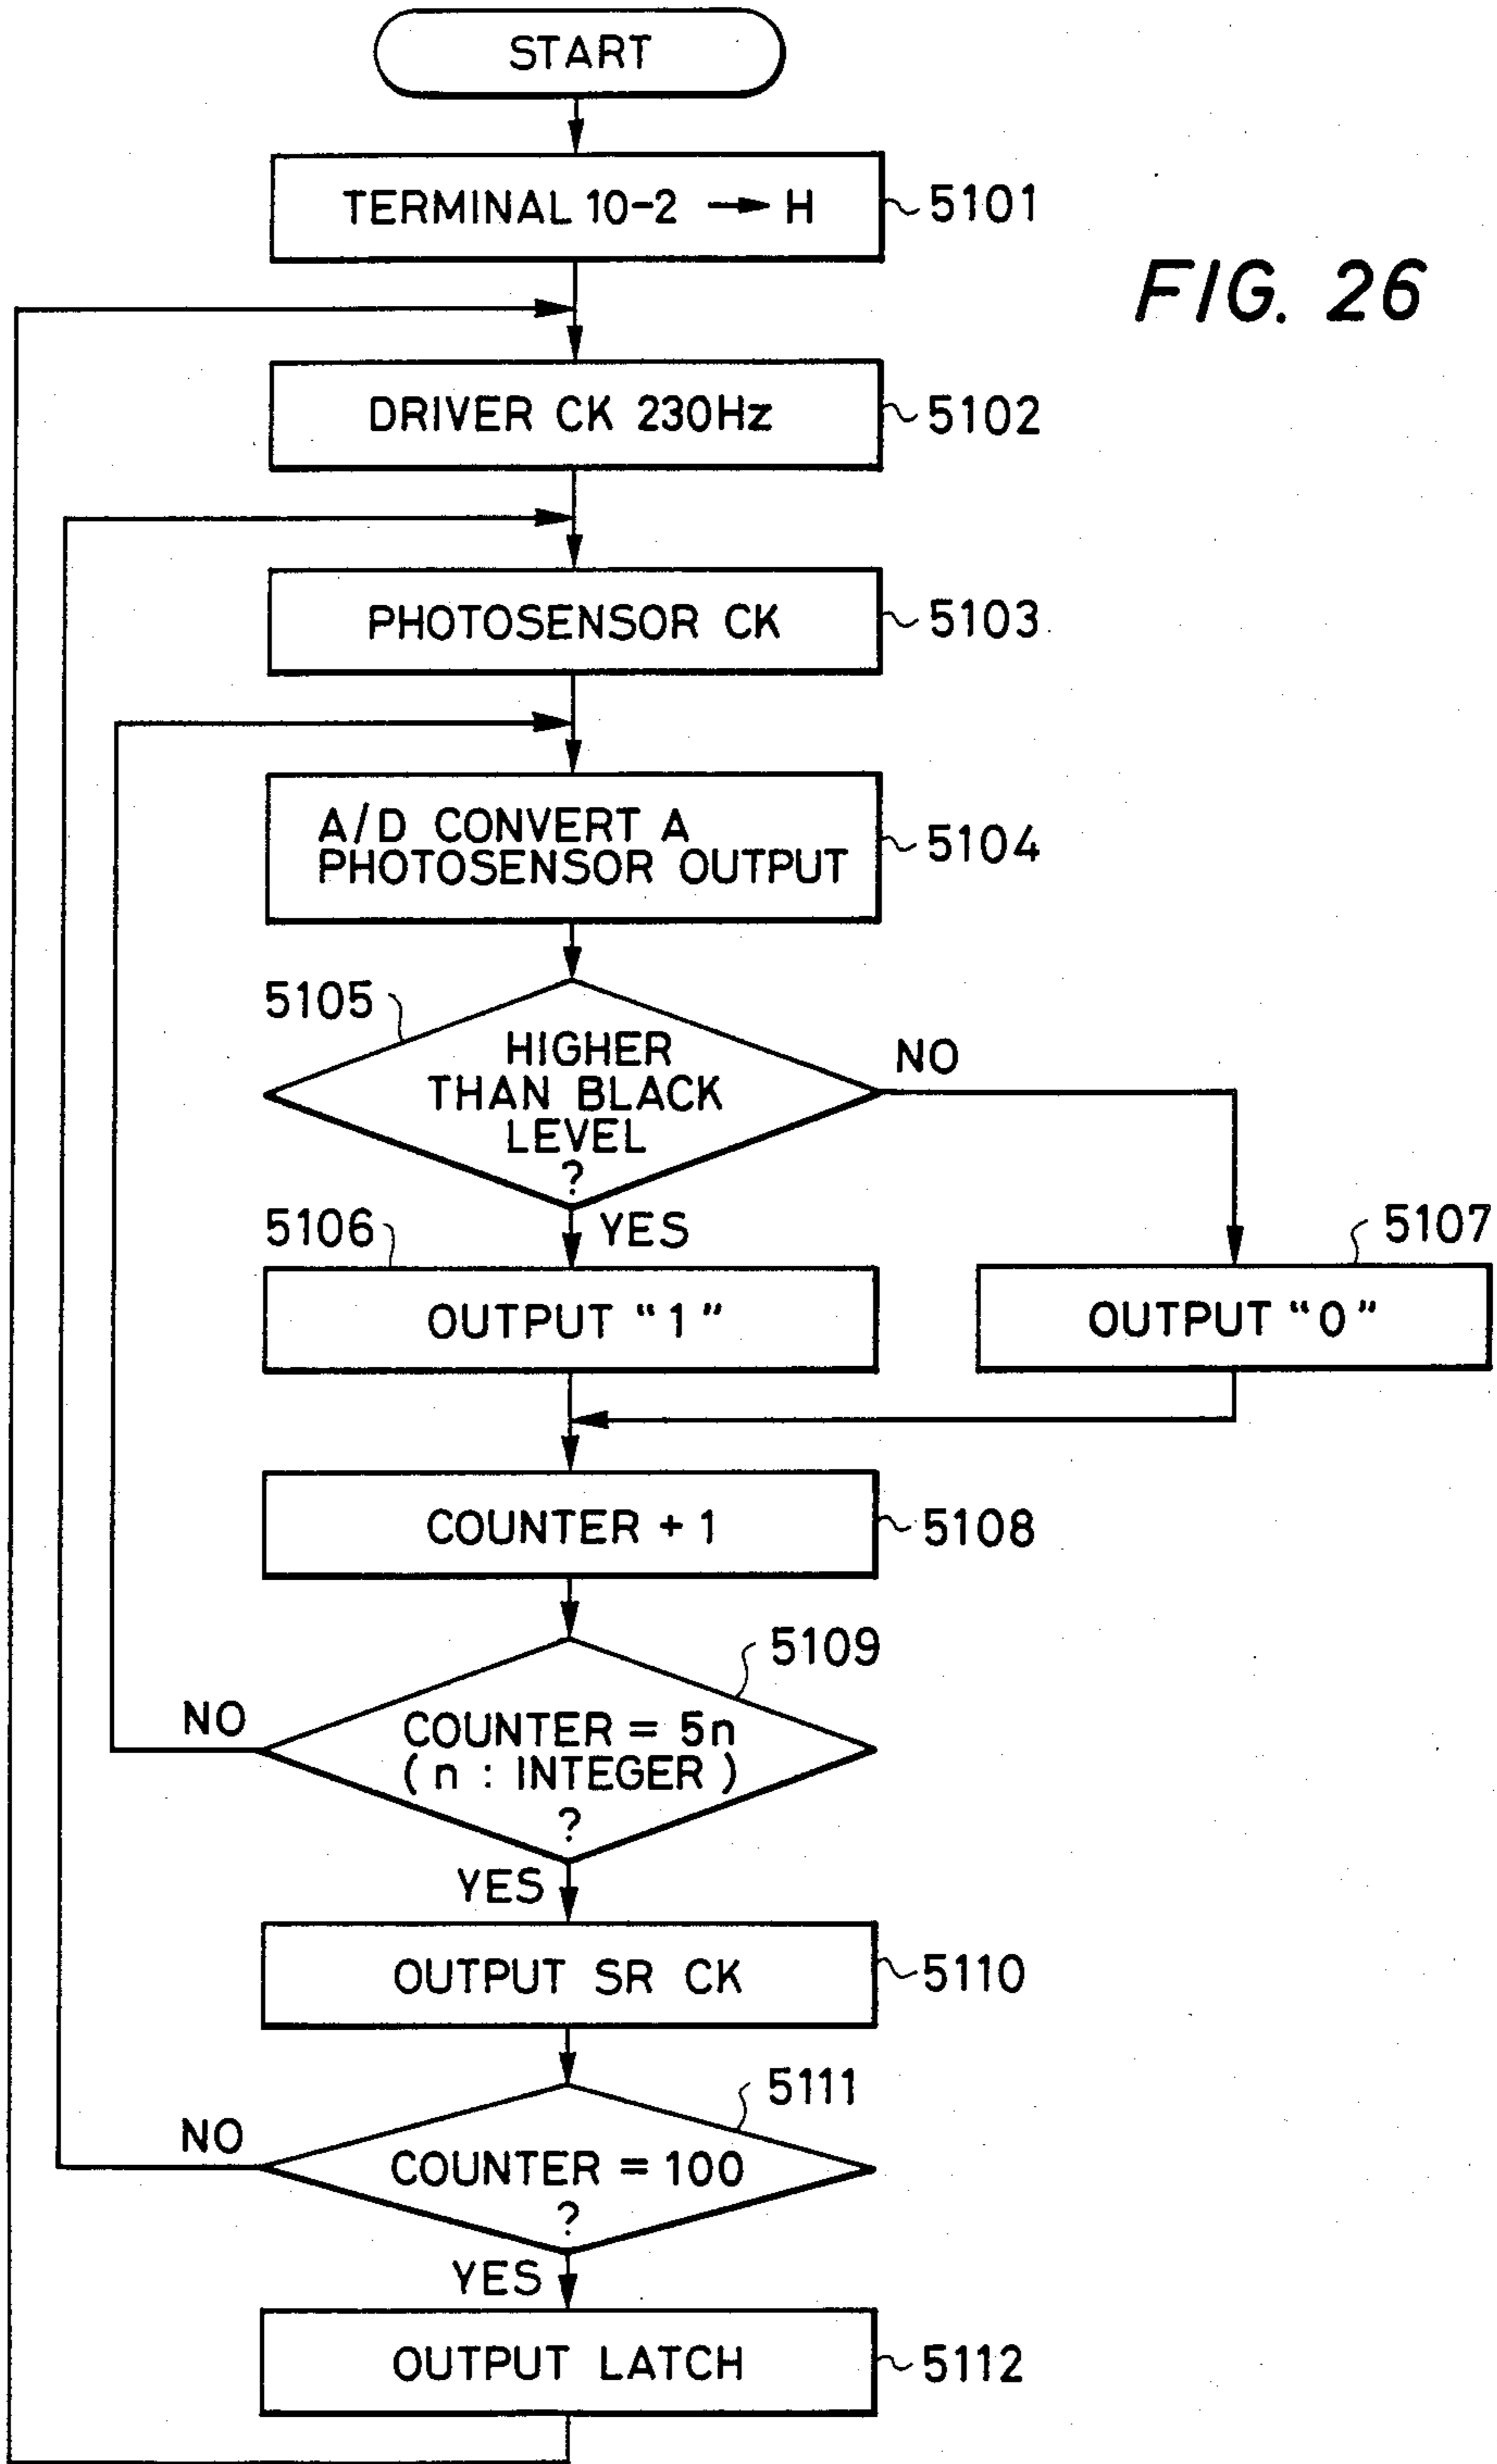 START
TERMINAL 10-2 → H
5101
FIG. 26
DRIVER CK 230Hz
5102
PHOTOSENSOR CK
5103
A/D CONVERT A
PHOTOSENSOR OUTPUT
5104
5105
HIGHER
THAN BLACK
LEVEL
?
NO
YES
5106
OUTPUT "1"
5107
OUTPUT "0"
COUNTER + 1
5108
5109
NO
COUNTER = 5n
( n : INTEGER )
?
YES
OUTPUT SR CK
5110
5111
NO
COUNTER = 100
?
YES
OUTPUT LATCH
5112